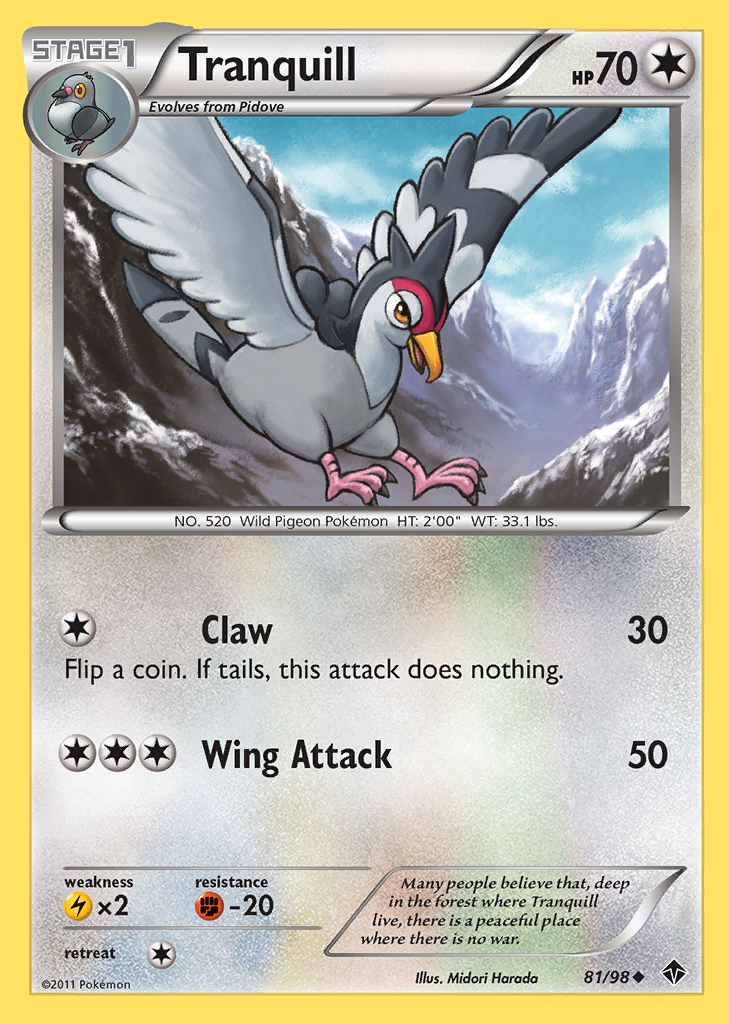 STAGE1
Tranquill
HP70
Evolves from Pidove
NO. 520 Wild Pigeon Pokémon HT: 2'00" WT: 33.1 lbs.
Claw 30
Flip a coin. If tails, this attack does nothing.
Wing Attack 50
weakness resistance
×2 -20
retreat
Many people believe that, deep
in the forest where Tranquill
live, there is a peaceful place
where there is no war.
©2011 Pokémon
Illus. Midori Harada 81/98